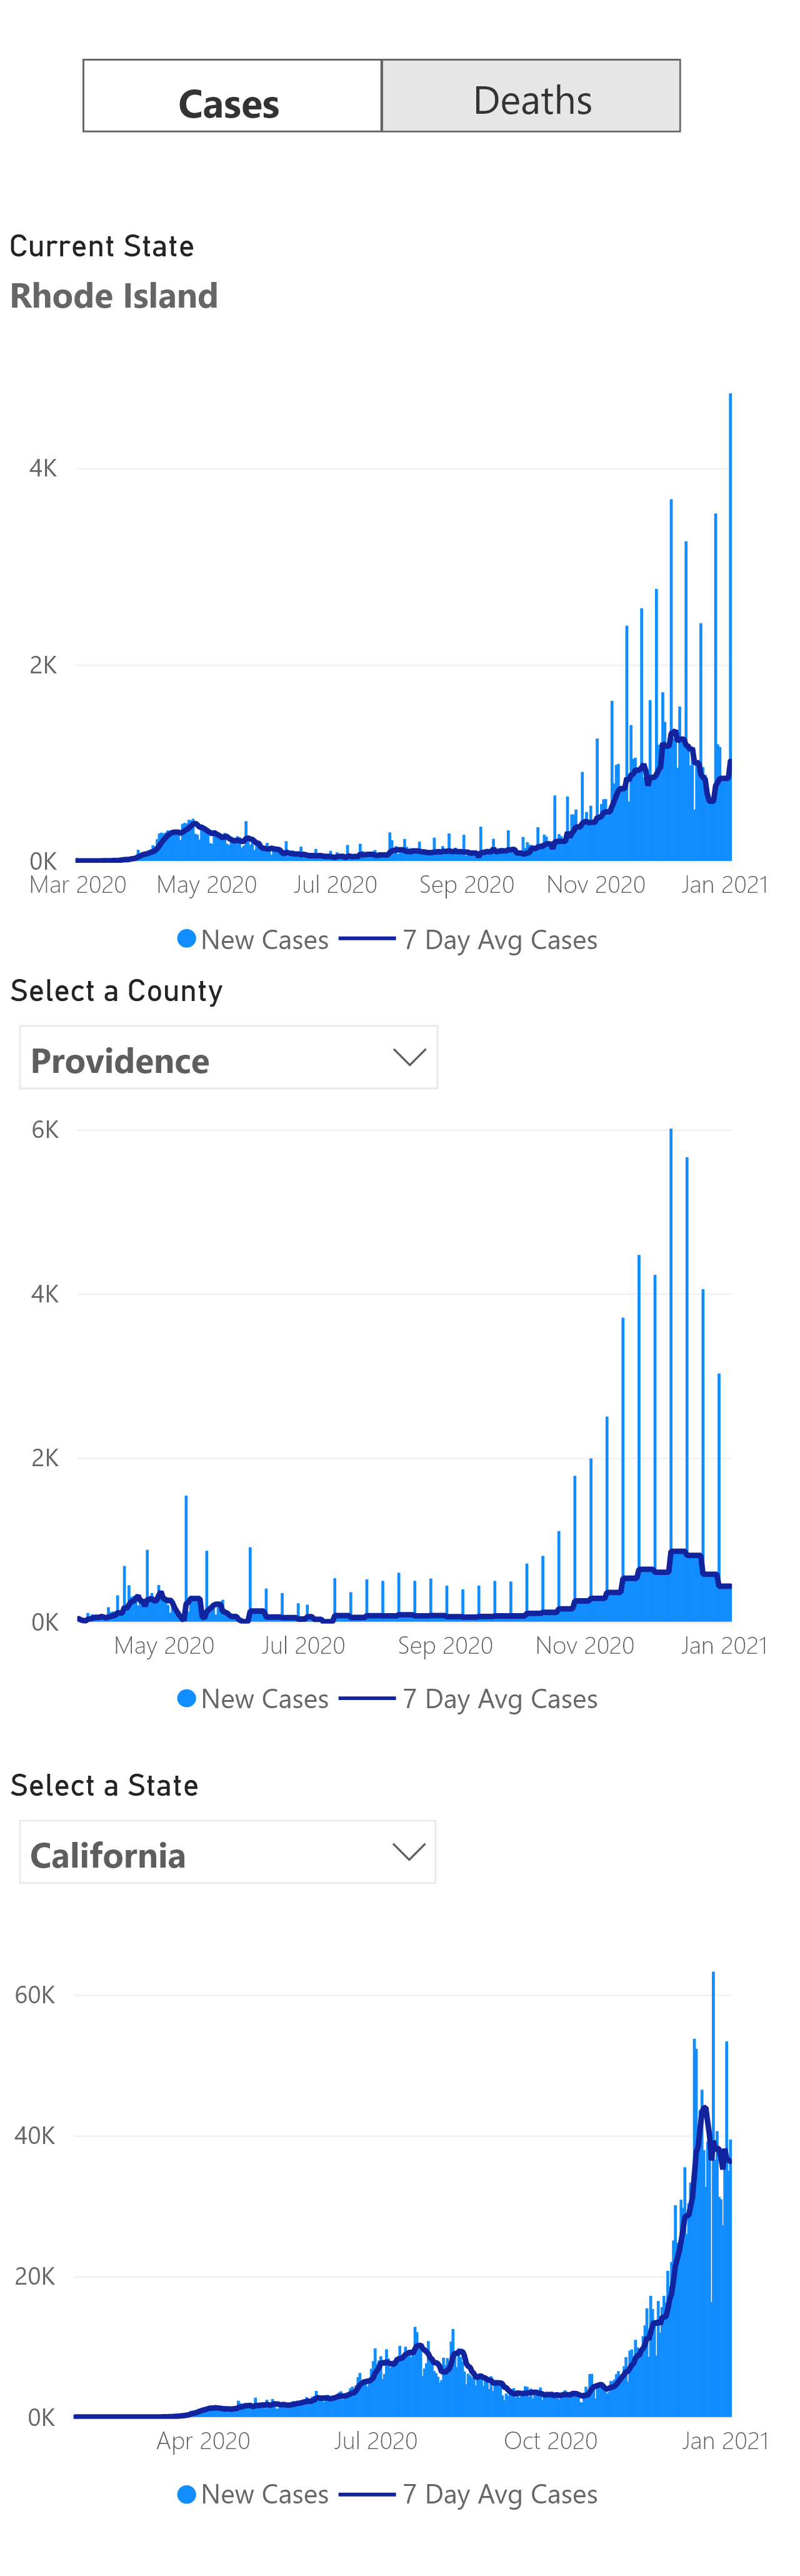 Cases Deaths
Current State
Rhode Island
4K
2K
0K
Mar 2020 May 2020 Jul 2020 Sep 2020 Nov 2020 Jan 2021
New Cases 7 Day Avg Cases
Select a County
Providence
6K
4K
2K
0K
May 2020 Jul 2020 Sep 2020 Nov 2020 Jan 2021
New Cases 7 Day Avg Cases
Select a State
California
60K
40K
20K
0K
Apr 2020 Jul 2020 Oct 2020 Jan 2021
New Cases 7 Day Avg Cases